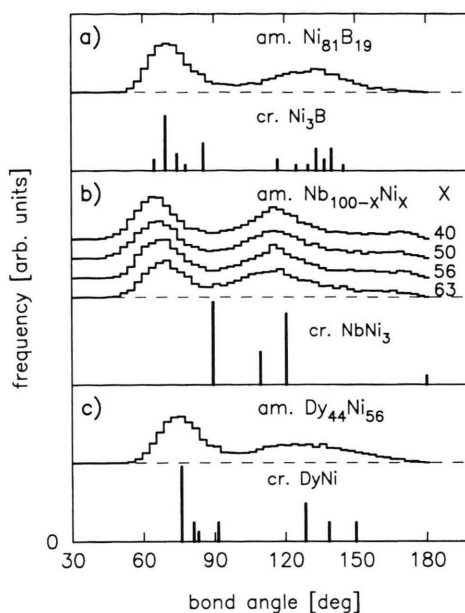 a)
am. Ni₈₁B₁₉
cr. Ni₃B
b)
am. Nb₁₀₀₋ₓNiₓ
X
40
50
56
63
cr. NbNi₃
c)
am. Dy₄₄Ni₅₆
cr. DyNi
frequency [arb. units]
0
30 60 90 120 150 180
bond angle [deg]